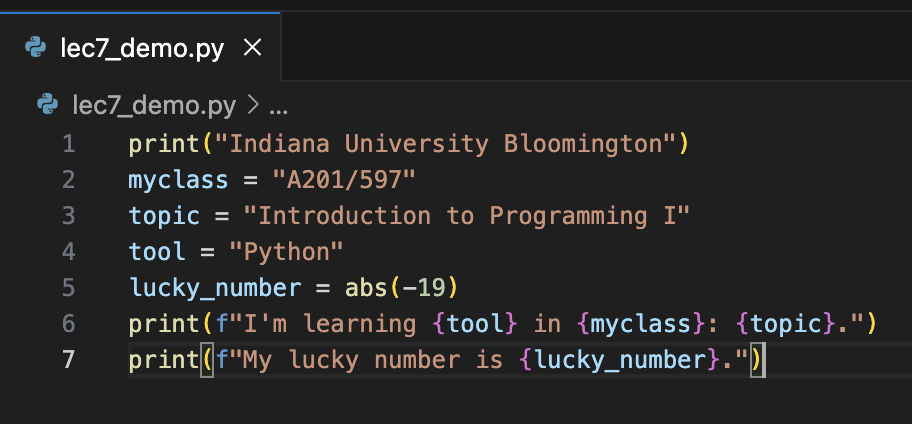 lec7_demo.py ×
lec7_demo.py > ...
1 print("Indiana University Bloomington")
2 myclass = "A201/597"
3 topic = "Introduction to Programming I"
4 tool = "Python"
5 lucky_number = abs(-19)
6 print(f"I'm learning {tool} in {myclass}: {topic}.")
7 print(f"My lucky number is {lucky_number}.")